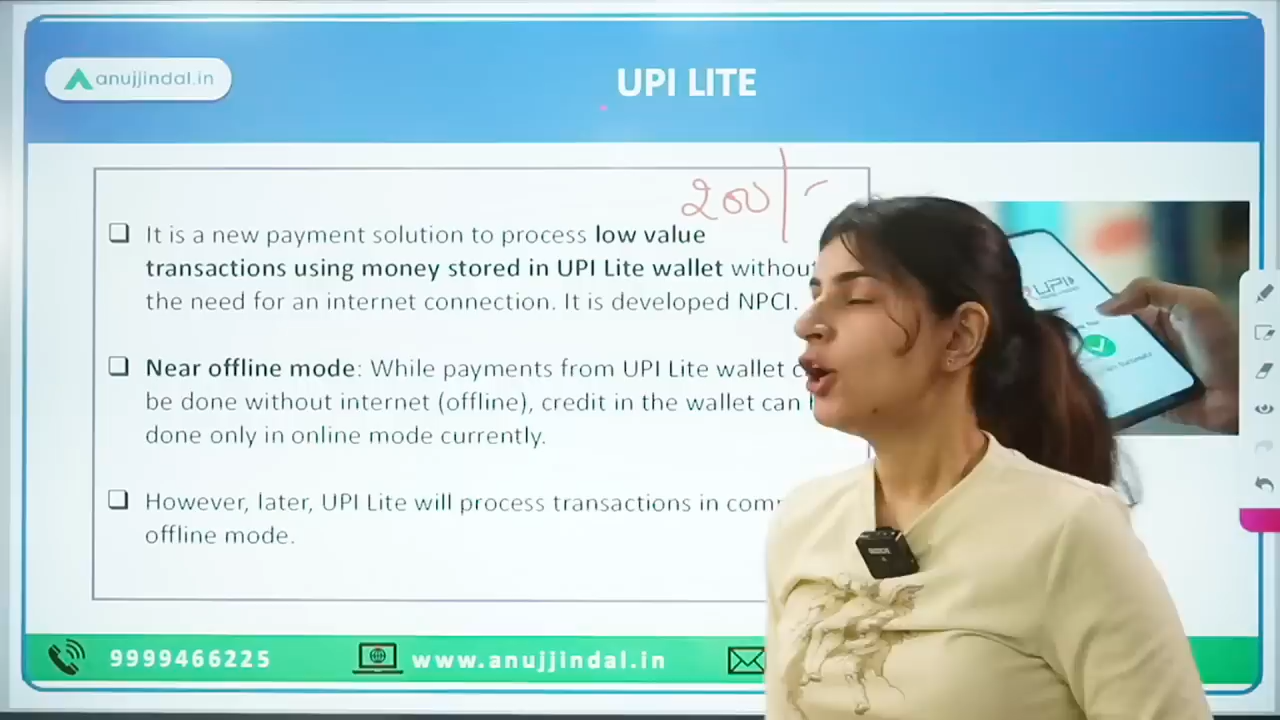 anujjindal.in
UPI LITE
200/-
It is a new payment solution to process low value
transactions using money stored in UPI Lite wallet
the need for an internet connection. It is developed NPCI.
Near offline mode: While payments from UPI Lite wallet
be done without internet (offline), credit in the wallet can
done only in online mode currently.
However, later, UPI Lite will process transactions in
offline mode.
UPI
9999466225
www.anujjindal.in